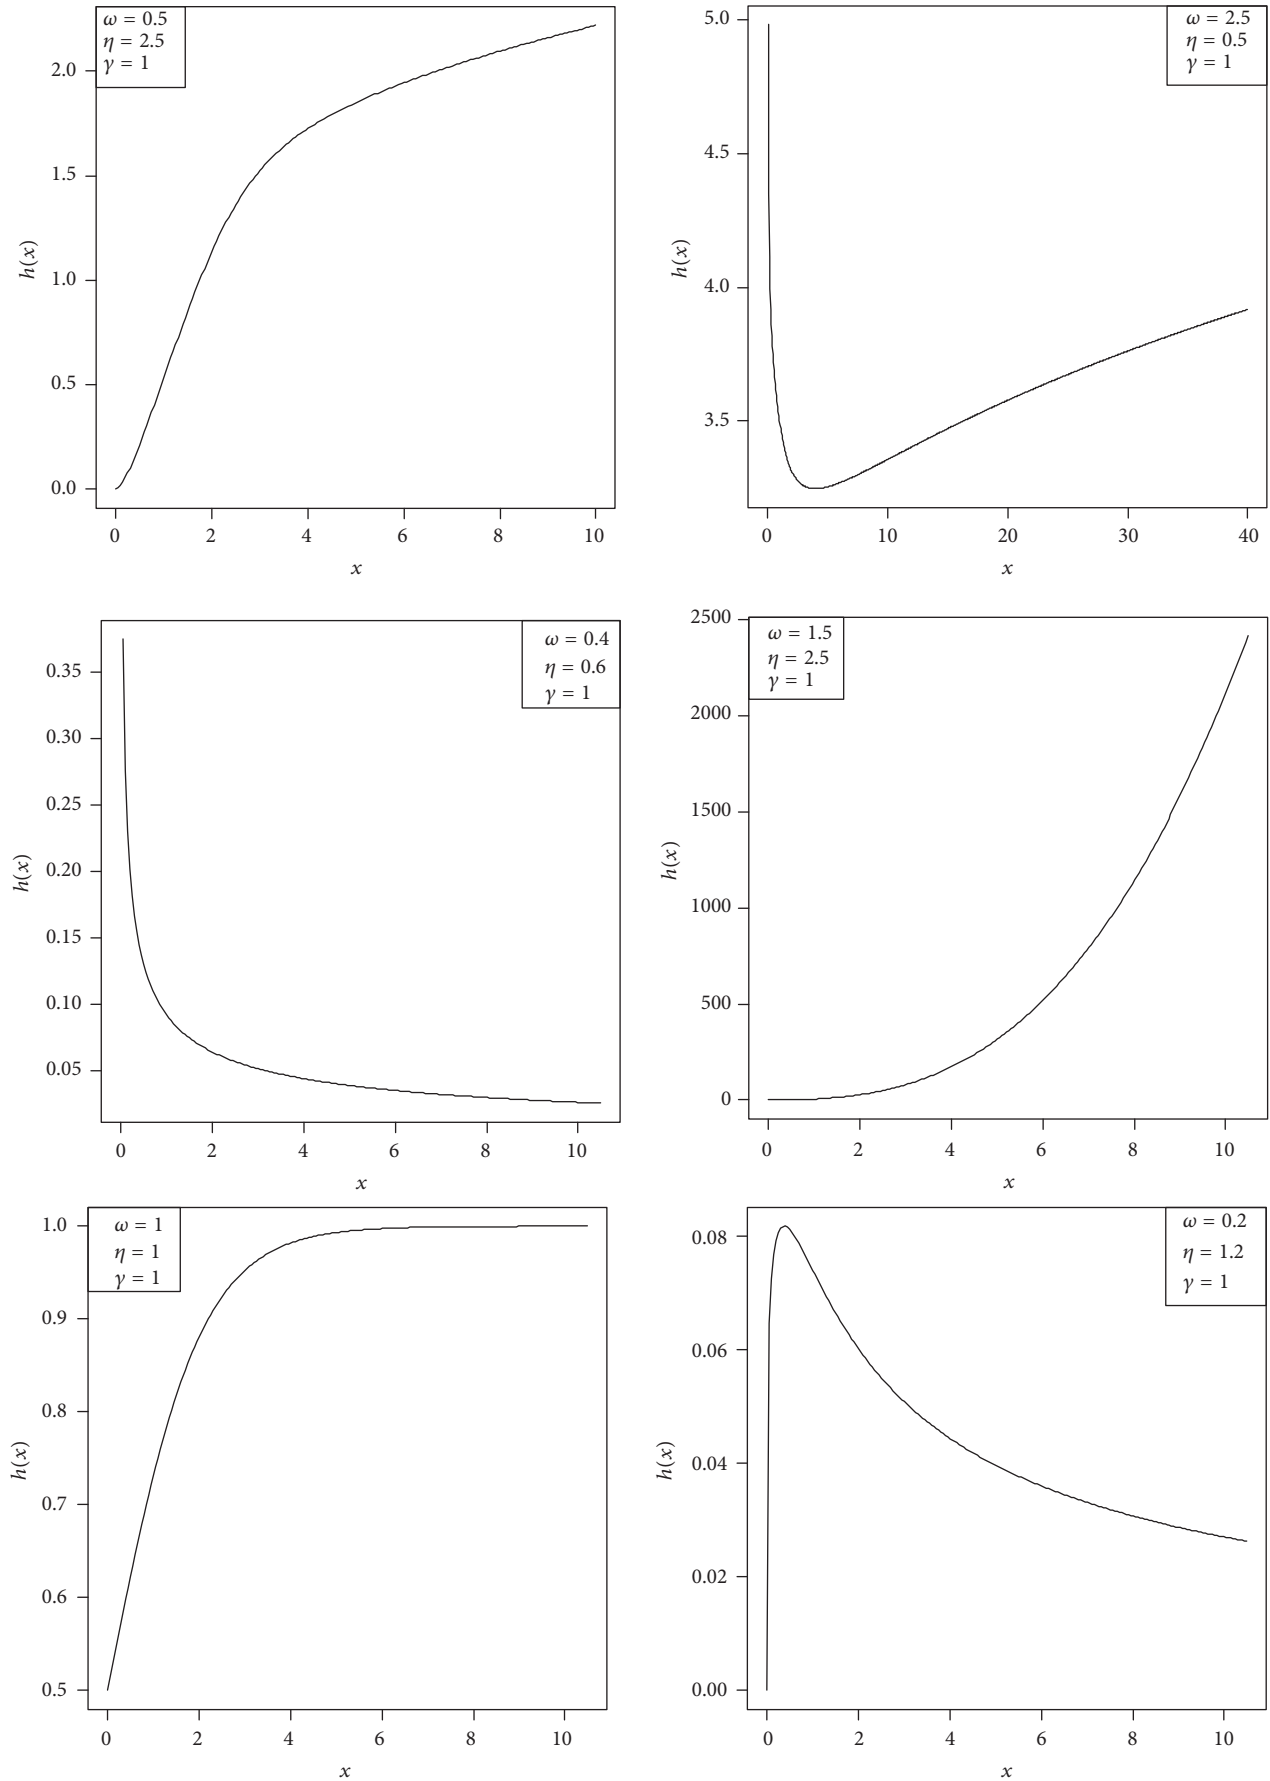 ω = 0.5
η = 2.5
γ = 1
2.0
1.5
1.0
0.5
0.0
h(x)
0 2 4 6 8 10
x
ω = 2.5
η = 0.5
γ = 1
5.0
4.5
4.0
3.5
h(x)
0 10 20 30 40
x
ω = 0.4
η = 0.6
γ = 1
0.35
0.30
0.25
0.20
0.15
0.10
0.05
h(x)
0 2 4 6 8 10
x
ω = 1.5
η = 2.5
γ = 1
2500
2000
1500
1000
500
0
h(x)
0 2 4 6 8 10
x
ω = 1
η = 1
γ = 1
1.0
0.9
0.8
0.7
0.6
0.5
h(x)
0 2 4 6 8 10
x
ω = 0.2
η = 1.2
γ = 1
0.08
0.06
0.04
0.02
0.00
h(x)
0 2 4 6 8 10
x